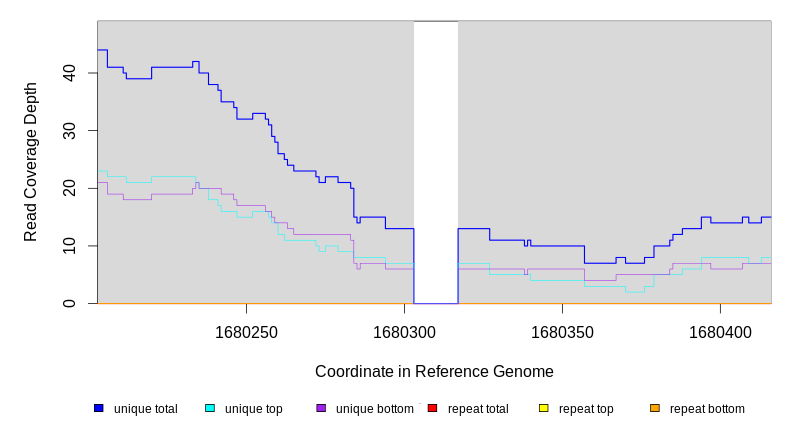 Read Coverage Depth
40
30
20
10
0
1680250 1680300 1680350 1680400
Coordinate in Reference Genome
unique total unique top unique bottom repeat total repeat top repeat bottom